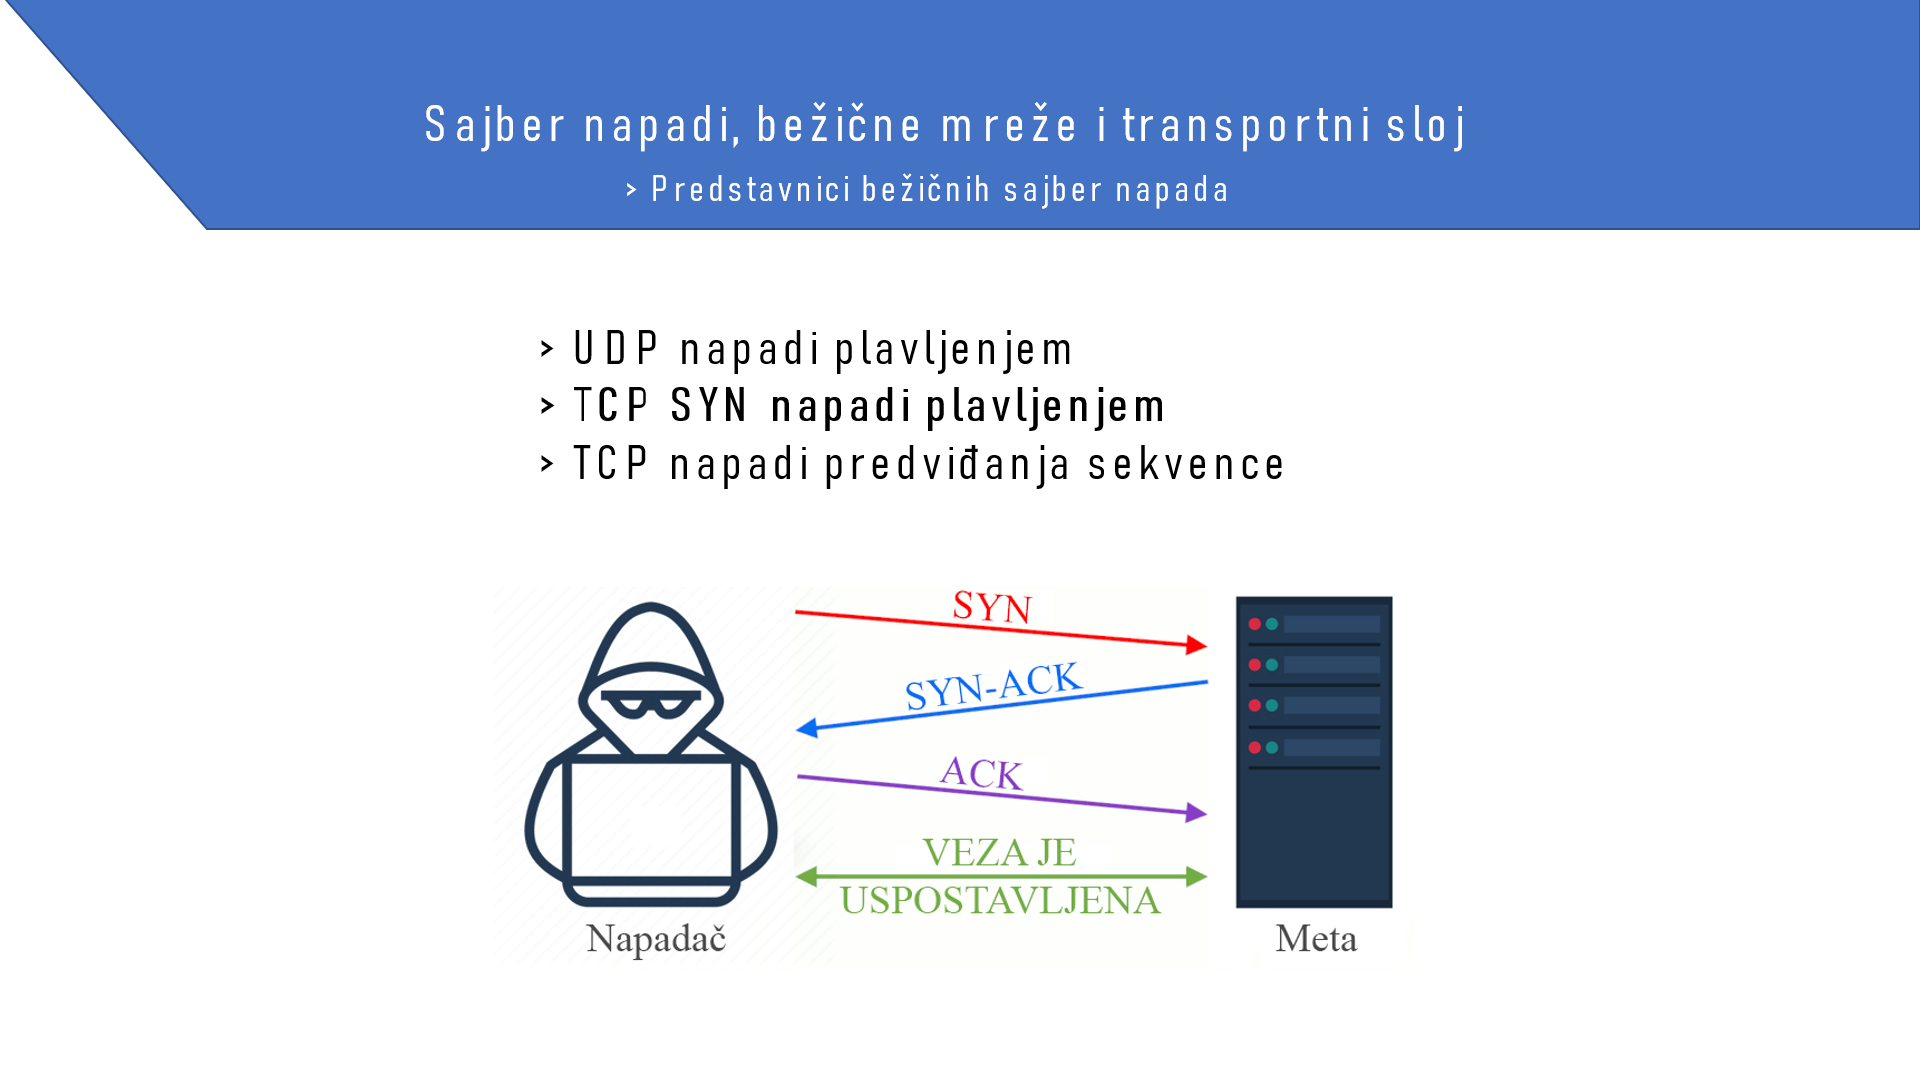 Sajber napadi, bežične mreže i transportni sloj
> Predstavnici bežičnih sajber napada
> UDP napadi plavljenjem
> TCP SYN napadi plavljenjem
> TCP napadi predviđanja sekvence
SYN
SYN-ACK
ACK
VEZA JE
USPOSTAVLJENA
Napadač
Meta